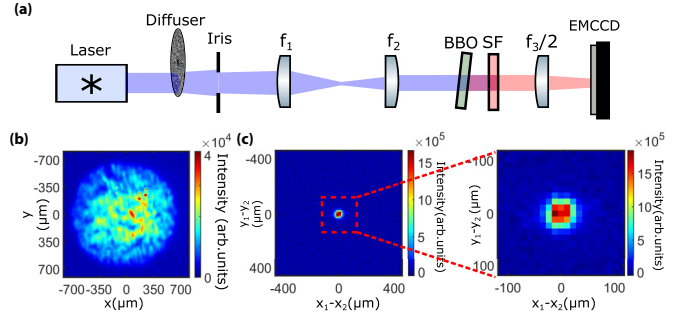 (a)
Laser
Diffuser
Iris
f1
f2
BBO
SF
f3/2
EMCCD
*
(b)
-700
-350
0
350
700
y
(μm)
-700 -350 0 350 700
x(μm)
× 10^4
4
3
2
1
0
Intensity (arb.units)
(c)
-400
0
400
y1-y2
(μm)
-400 0 400
x1-x2(μm)
× 10^5
15
10
5
0
Intensity(arb.units)
-100
0
100
y1-y2 (μm)
-100 0 100
x1-x2(μm)
× 10^5
15
10
5
0
Intensity(arb.units)